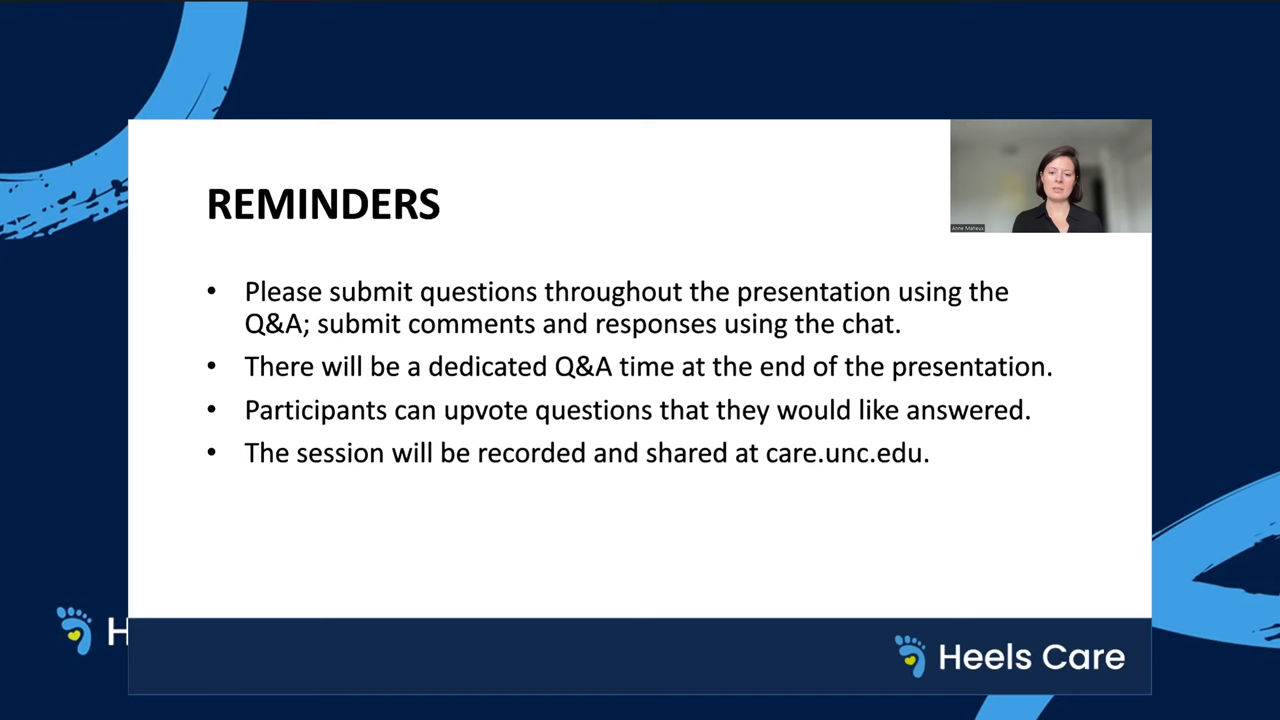 REMINDERS
Anne Maheux
• Please submit questions throughout the presentation using the
Q&A; submit comments and responses using the chat.
• There will be a dedicated Q&A time at the end of the presentation.
• Participants can upvote questions that they would like answered.
• The session will be recorded and shared at care.unc.edu.
H
Heels Care